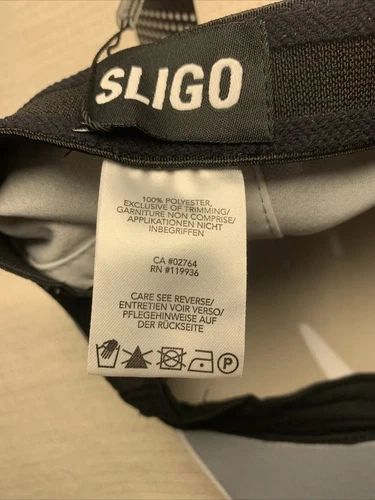 SLIGO
100% POLYESTER,
EXCLUSIVE OF TRIMMING/
GARNITURE NON COMPRISE/
APPLIKATIONEN NICHT
INBEGRIFFEN
CA #02764
RN #119936
CARE SEE REVERSE/
ENTRETIEN VOIR VERSO/
PFLEGEHINWEISE AUF
DER RÜCKSEITE
P